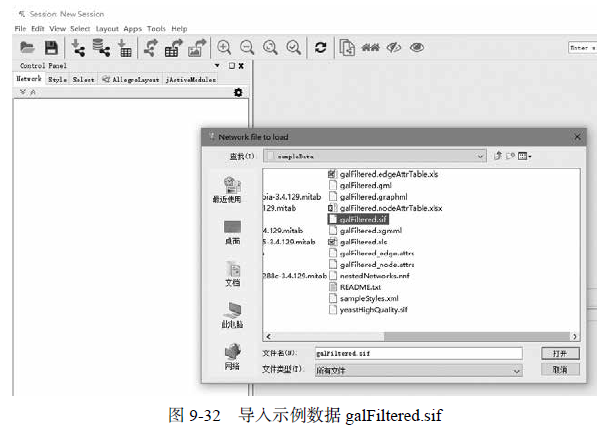 Session: New Session
File Edit View Select Layout Apps Tools Help
Enter s
Control Panel
Network Style Select AllegroLayout jActiveModules
Network file to load
查找(I): sampleData
最近使用
桌面
文档
此电脑
网络
galFiltered.edgeAttrTable.xls
galFiltered.gml
bia-3.4.129.mitab galFiltered.graphml
129.mitab galFiltered.nodeAttrTable.xlsx
galFiltered.sif
.4.129.mitab galFiltered.xgmml
5-3.4.129.mitab galFiltered.xls
galFiltered_edge.attrs
galFiltered_node.attrs
288c-3.4.129.mitab nestedNetworks.nnf
README.txt
sampleStyles.xml
yeastHighQuality.sif
文件名(N): galFiltered.sif 打开
文件类型(T): 所有文件 取消
图 9-32 导入示例数据 galFiltered.sif